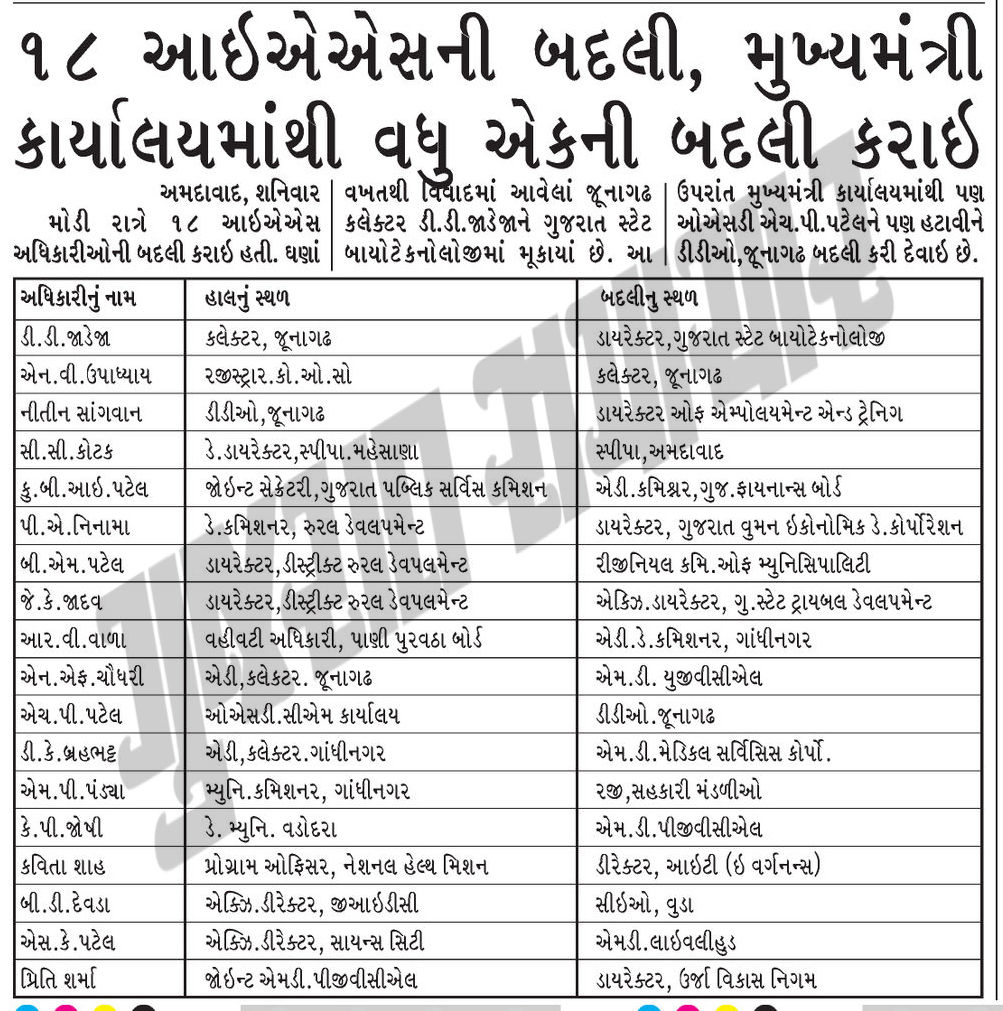 ૧૮ આઇએએસની બદલી, મુખ્યમંત્રી
કાર્યાલયમાંથી વધુ એકની બદલી કરાઇ
અમદાવાદ, શનિવાર
મોડી રાત્રે ૧૮ આઇએએસ
અધિકારીઓની બદલી કરાઇ હતી. ઘણાં
વખતથી વિવાદમાં આવેલાં જૂનાગઢ
કલેક્ટર ડી.ડી.જાડેજાને ગુજરાત સ્ટેટ
બાયોટેકનોલોજીમાં મૂકાયાં છે. આ
ઉપરાંત મુખ્યમંત્રી કાર્યાલયમાંથી પણ
ઓએસડી એચ.પી.પટેલને પણ હટાવીને
ડીડીઓ,જૂનાગઢ બદલી કરી દેવાઇ છે.
અધિકારીનું નામ હાલનું સ્થળ બદલીનુ સ્થળ
ડી.ડી.જાડેજા કલેક્ટર, જૂનાગઢ ડાયરેક્ટર,ગુજરાત સ્ટેટ બાયોટેકનોલોજી
એન.વી.ઉપાધ્યાય રજીસ્ટ્રાર.કો.ઓ.સો કલેક્ટર, જૂનાગઢ
નીતીન સાંગવાન ડીડીઓ,જૂનાગઢ ડાયરેક્ટર ઓફ એમ્પોલયમેન્ટ એન્ડ ટ્રેનિગ
સી.સી.કોટક ડે.ડાયરેક્ટર,સ્પીપા.મહેસાણા સ્પીપા,અમદાવાદ
કુ.બી.આઇ.પટેલ જોઇન્ટ સેક્રેટરી,ગુજરાત પબ્લિક સર્વિસ કમિશન એડી.કમિશ્નર,ગુજ.ફાયનાન્સ બોર્ડ
પી.એ.નિનામા ડે.કમિશનર, રુરલ ડેવલપમેન્ટ ડાયરેક્ટર, ગુજરાત વુમન ઇકોનોમિક ડે.કોર્પોરેશન
બી.એમ.પટેલ ડાયરેક્ટર,ડીસ્ટ્રીક્ટ રુરલ ડેવપલમેન્ટ રીજીનિયલ કમિ.ઓફ મ્યુનિસિપાલિટી
જે.કે.જાદવ ડાયરેક્ટર,ડીસ્ટ્રીક્ટ રુરલ ડેવપલમેન્ટ એકિઝ.ડાયરેક્ટર, ગુ.સ્ટેટ ટ્રાયબલ ડેવલપમેન્ટ
આર.વી.વાળા વહીવટી અધિકારી, પાણી પુરવઠા બોર્ડ એડી.ડે.કમિશનર, ગાંધીનગર
એન.એફ.ચૌધરી એડી,કલેકટર. જૂનાગઢ એમ.ડી. યુજીવીસીએલ
એચ.પી.પટેલ ઓએસડી.સીએમ કાર્યાલય ડીડીઓ.જૂનાગઢ
ડી.કે.બ્રહભટ્ટ એડી,કલેક્ટર.ગાંધીનગર એમ.ડી.મેડિકલ સર્વિસિસ કોર્પો.
એમ.પી.પંડ્યા મ્યુનિ.કમિશનર, ગાંધીનગર રજી,સહકારી મંડળીઓ
કે.પી.જોષી ડે. મ્યુનિ. વડોદરા એમ.ડી.પીજીવીસીએલ
કવિતા શાહ પ્રોગ્રામ ઓફિસર, નેશનલ હેલ્થ મિશન ડીરેક્ટર, આઇટી (ઇ વર્ગનન્સ)
બી.ડી.દેવડા એક્ઝિ.ડીરેક્ટર, જીઆઇડીસી સીઇઓ, વુડા
એસ.કે.પટેલ એક્ઝિ.ડીરેક્ટર, સાયન્સ સિટી એમડી.લાઇવલીહુડ
પ્રિતિ શર્મા જોઇન્ટ એમડી.પીજીવીસીએલ ડાયરેક્ટર, ઉર્જા વિકાસ નિગમ
ગુજરાત સમાચાર